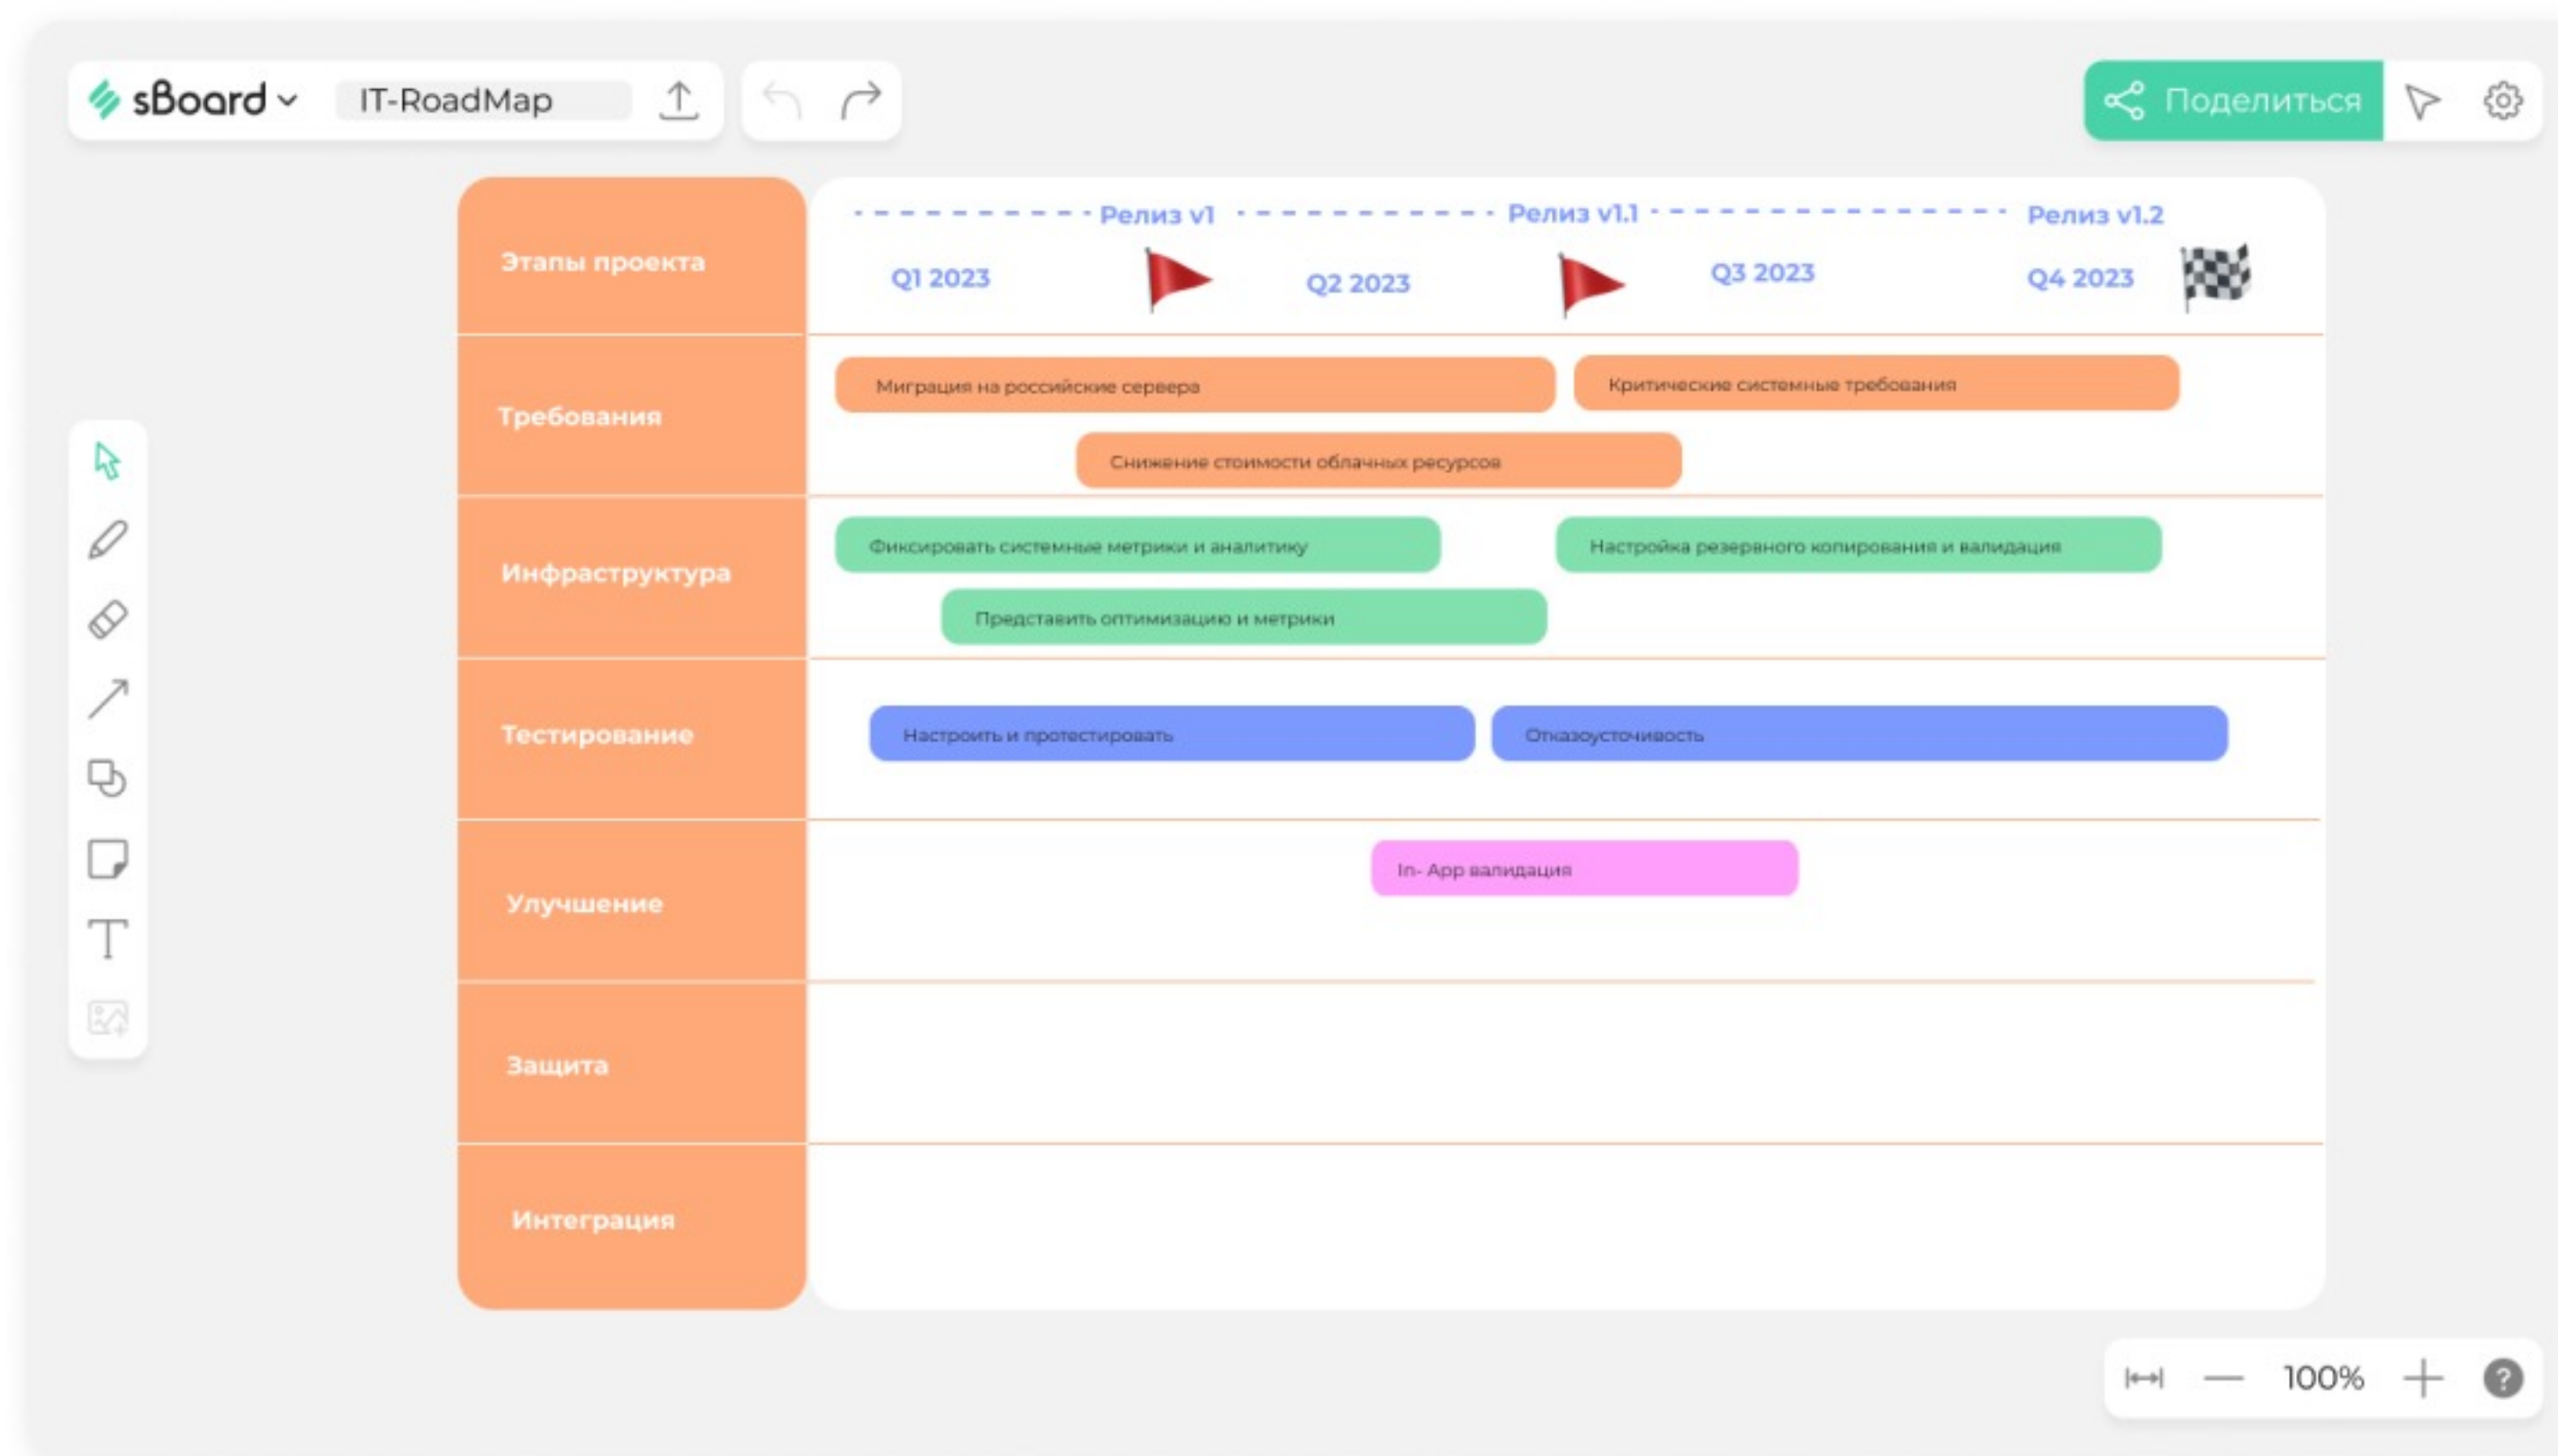 sBoard
IT-RoadMap
Поделиться
Этапы проекта
Релиз v1
Релиз v1.1
Релиз v1.2
Q1 2023
Q2 2023
Q3 2023
Q4 2023
Требования
Миграция на российские сервера
Критические системные требования
Снижение стоимости облачных ресурсов
Инфраструктура
Фиксировать системные метрики и аналитику
Настройка резервного копирования и валидация
Представить оптимизацию и метрики
Тестирование
Настроить и протестировать
Отказоусточивость
Улучшение
In- App валидация
Защита
Интеграция
100%
?